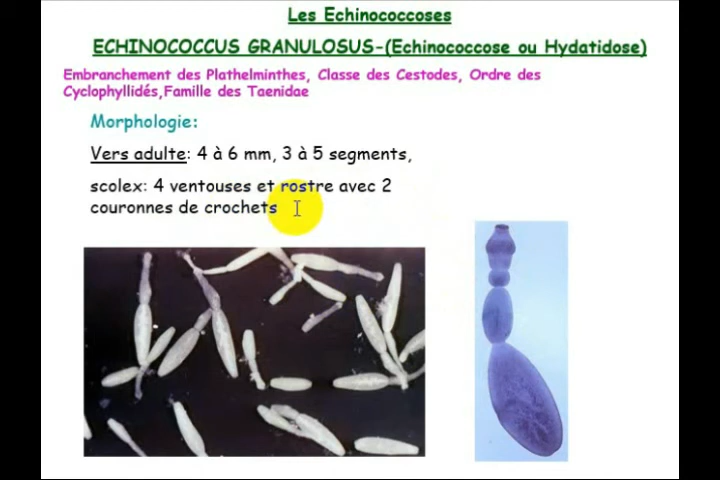 Les Echinococcoses
ECHINOCOCCUS GRANULOSUS-(Echinococcose ou Hydatidose)
Embranchement des Plathelminthes, Classe des Cestodes, Ordre des
Cyclophyllidés,Famille des Taenidae
Morphologie:
Vers adulte: 4 à 6 mm, 3 à 5 segments,
scolex: 4 ventouses et rostre avec 2
couronnes de crochets